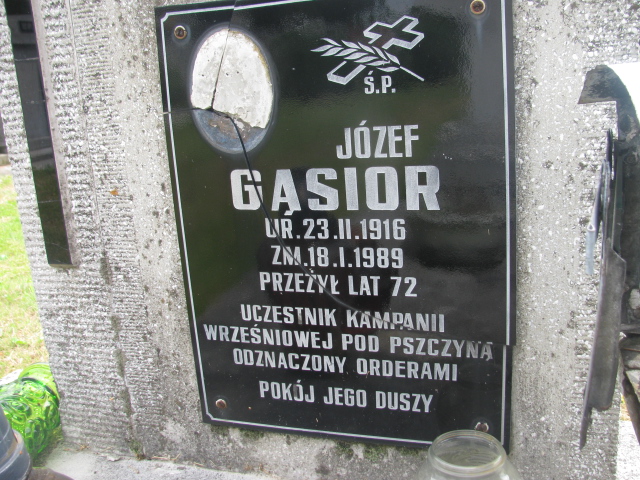 Ś.P.
JÓZEF
GĄSIOR
UR. 23. II. 1916
ZM. 18. I. 1989
PRZEŻYŁ LAT 72
UCZESTNIK KAMPANII
WRZEŚNIOWEJ POD PSZCZYNĄ
ODZNACZONY ORDERAMI
POKÓJ JEGO DUSZY